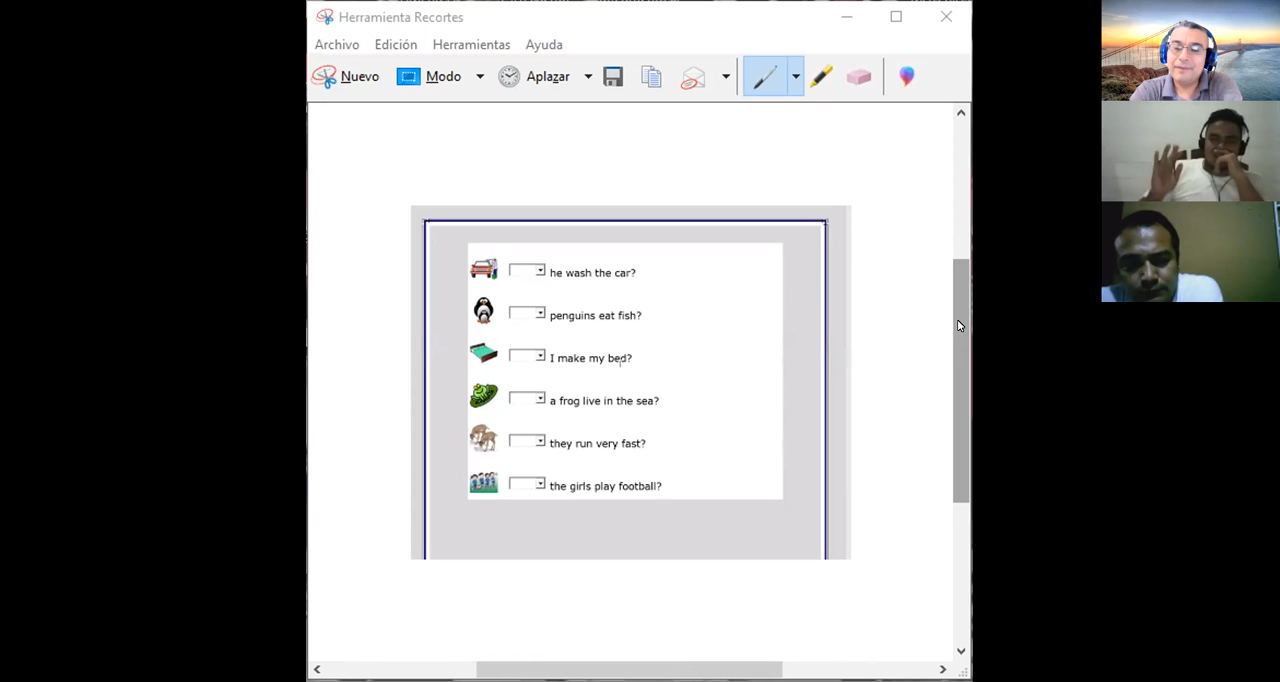 Herramienta Recortes
Archivo Edición Herramientas Ayuda
Nuevo Modo Aplazar
he wash the car?
penguins eat fish?
I make my bed?
a frog live in the sea?
they run very fast?
the girls play football?